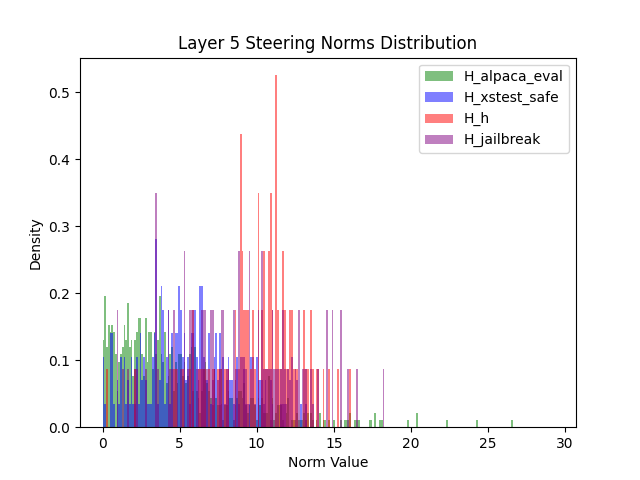 Layer 5 Steering Norms Distribution
H_alpaca_eval
H_xstest_safe
H_h
H_jailbreak
Density
0.5
0.4
0.3
0.2
0.1
0.0
0 5 10 15 20 25 30
Norm Value